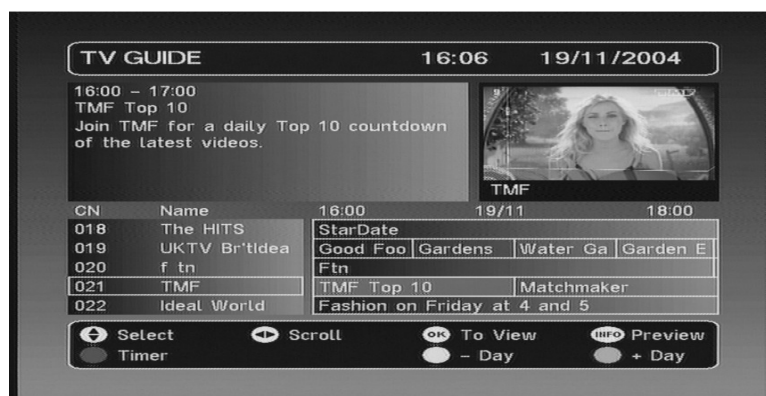 TV GUIDE 16:06 19/11/2004
16:00 – 17:00
TMF Top 10
Join TMF for a daily Top 10 countdown
of the latest videos.
TMF
CN Name 16:00 19/11 18:00
018 The HITS StarDate
019 UKTV Br'tIdea Good Foo Gardens Water Ga Garden E
020 f tn Ftn
021 TMF TMF Top 10 Matchmaker
022 Ideal World Fashion on Friday at 4 and 5
Select Scroll OK To View INFO Preview
Timer – Day + Day